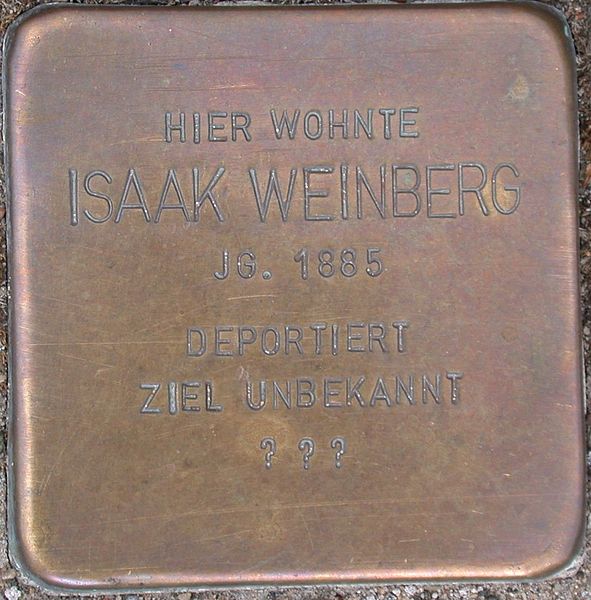 HIER WOHNTE
ISAAK WEINBERG
JG. 1885
DEPORTIERT
ZIEL UNBEKANNT
? ? ?